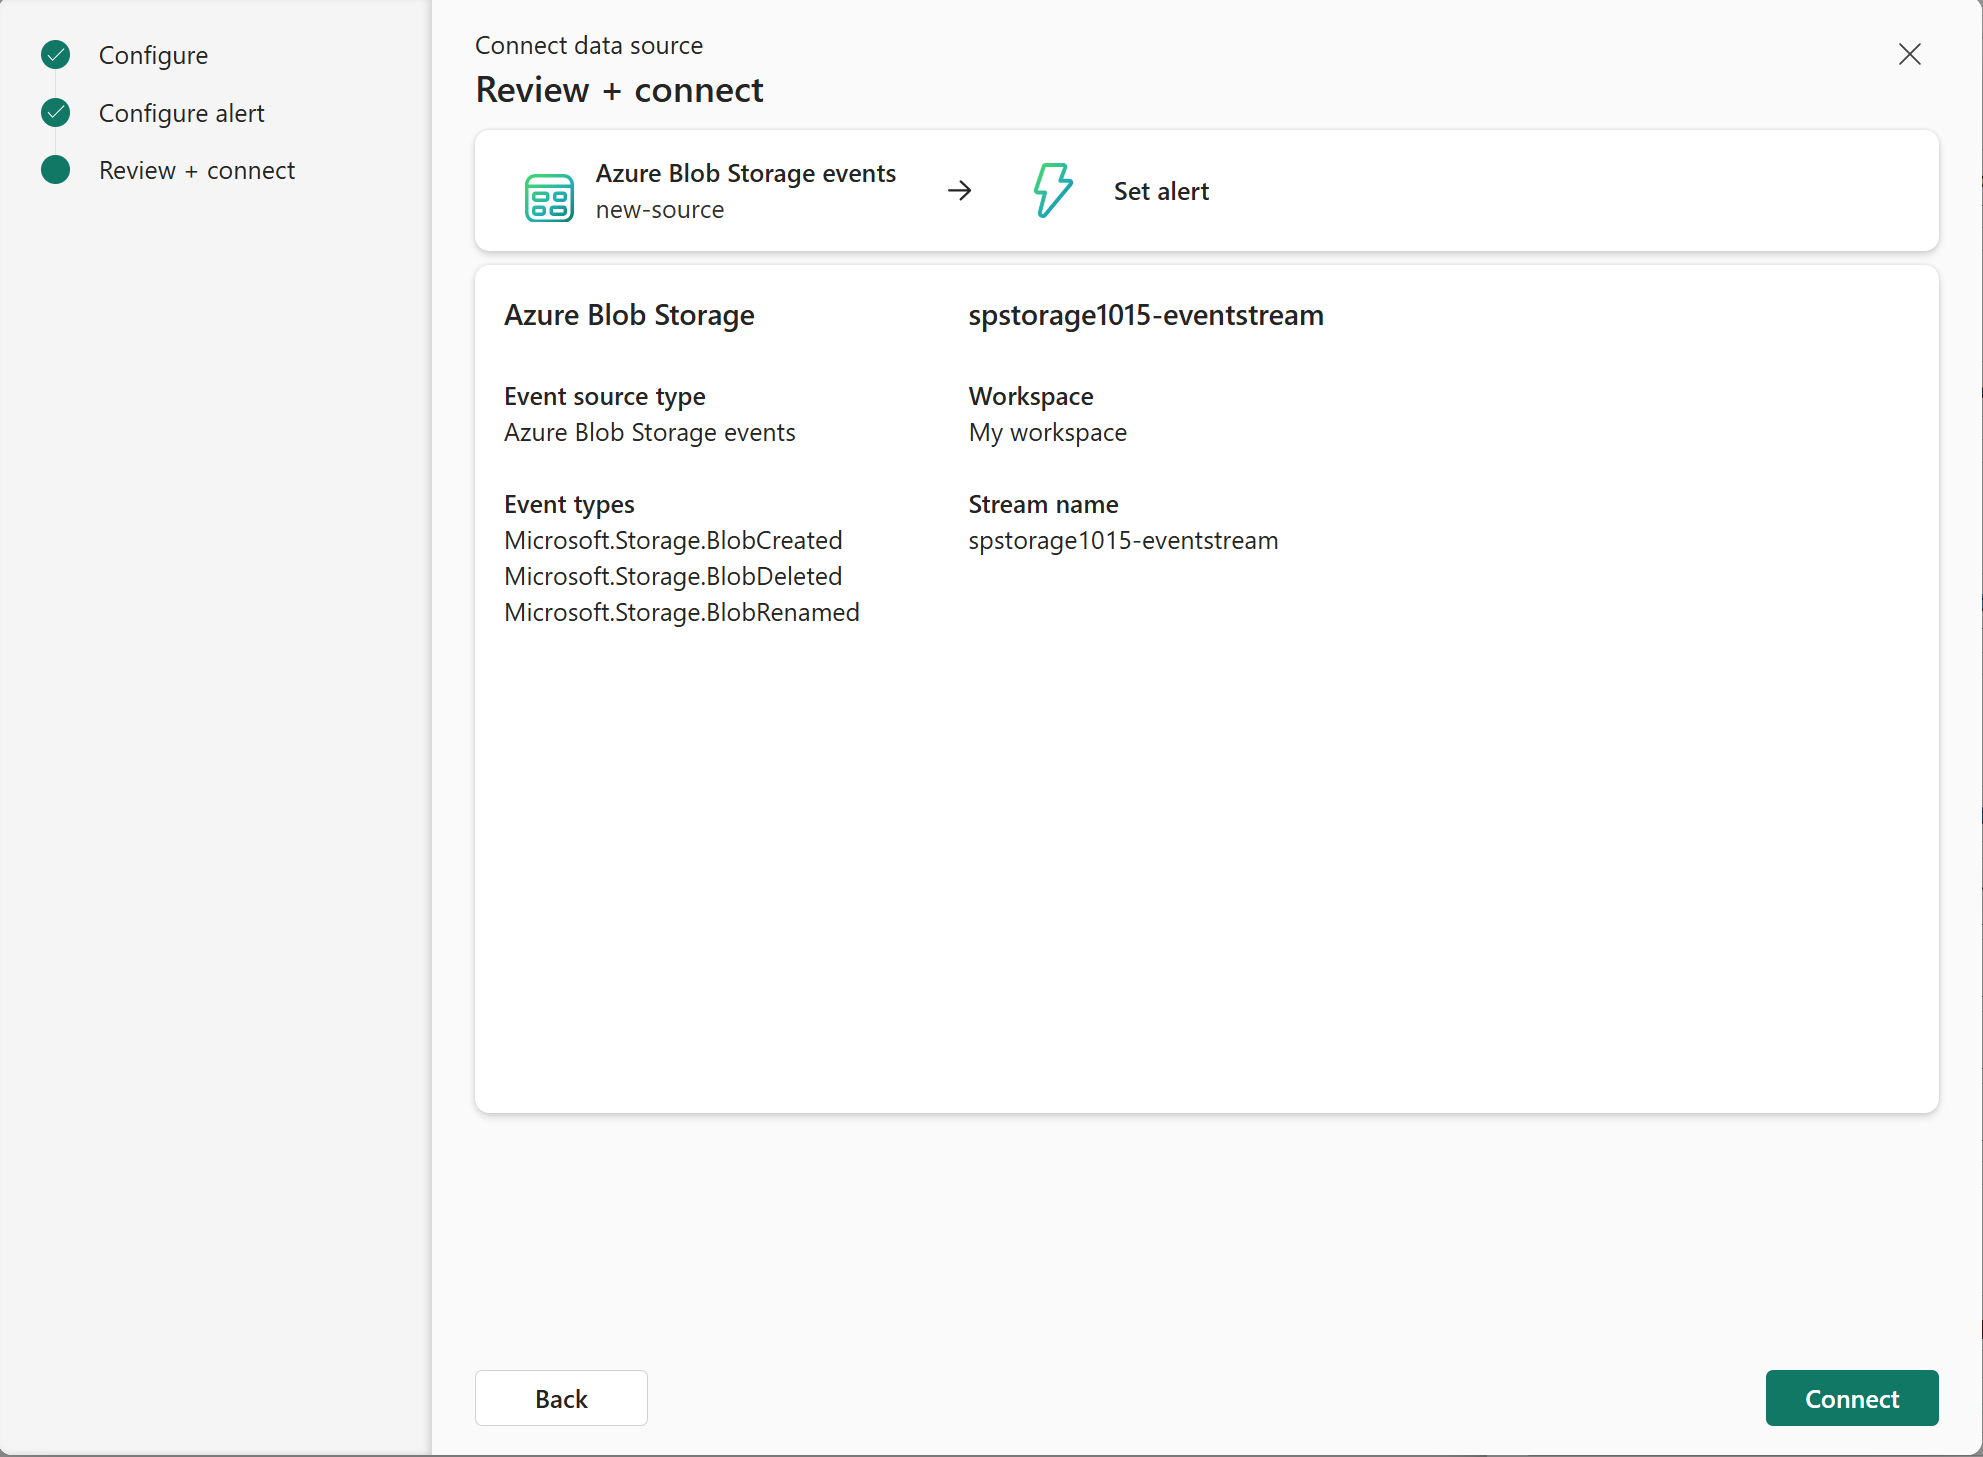 Configure
Configure alert
Review + connect
Connect data source
Review + connect
Azure Blob Storage events
new-source
Set alert
Azure Blob Storage
Event source type
Azure Blob Storage events
Event types
Microsoft.Storage.BlobCreated
Microsoft.Storage.BlobDeleted
Microsoft.Storage.BlobRenamed
spstorage1015-eventstream
Workspace
My workspace
Stream name
spstorage1015-eventstream
Back
Connect